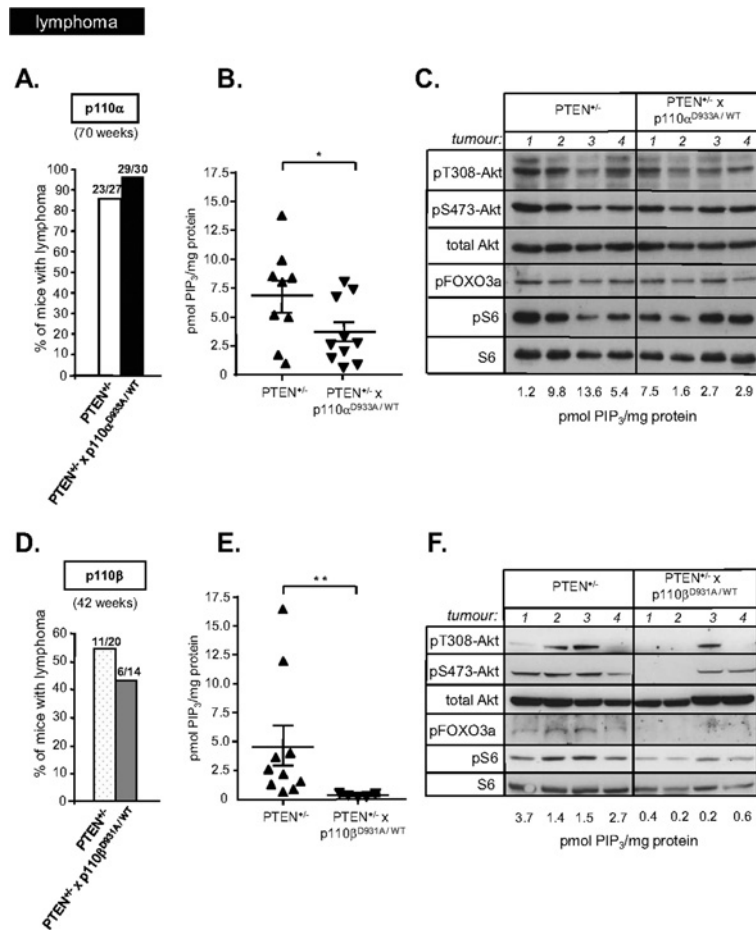 lymphoma
A.
p110α
(70 weeks)
% of mice with lymphoma
100
90
80
70
60
50
40
30
20
10
0
23/27
29/30
PTEN+/-
PTEN+/- x p110αD933A/WT
B.
pmol PIP3/mg protein
17.5
15.0
12.5
10.0
7.5
5.0
2.5
0
*
PTEN+/-
PTEN+/- x
p110αD933A/WT
C.
PTEN+/-
PTEN+/- x
p110αD933A/WT
tumour: 1 2 3 4 1 2 3 4
pT308-Akt
pS473-Akt
total Akt
pFOXO3a
pS6
S6
1.2 9.8 13.6 5.4 7.5 1.6 2.7 2.9
pmol PIP3/mg protein
D.
p110β
(42 weeks)
% of mice with lymphoma
60
50
40
30
20
10
0
11/20
6/14
PTEN+/-
PTEN+/- x p110βD931A/WT
E.
pmol PIP3/mg protein
17.5
15.0
12.5
10.0
7.5
5.0
2.5
0
**
PTEN+/-
PTEN+/- x
p110βD931A/WT
F.
PTEN+/-
PTEN+/- x
p110βD931A/WT
tumour: 1 2 3 4 1 2 3 4
pT308-Akt
pS473-Akt
total Akt
pFOXO3a
pS6
S6
3.7 1.4 1.5 2.7 0.4 0.2 0.2 0.6
pmol PIP3/mg protein